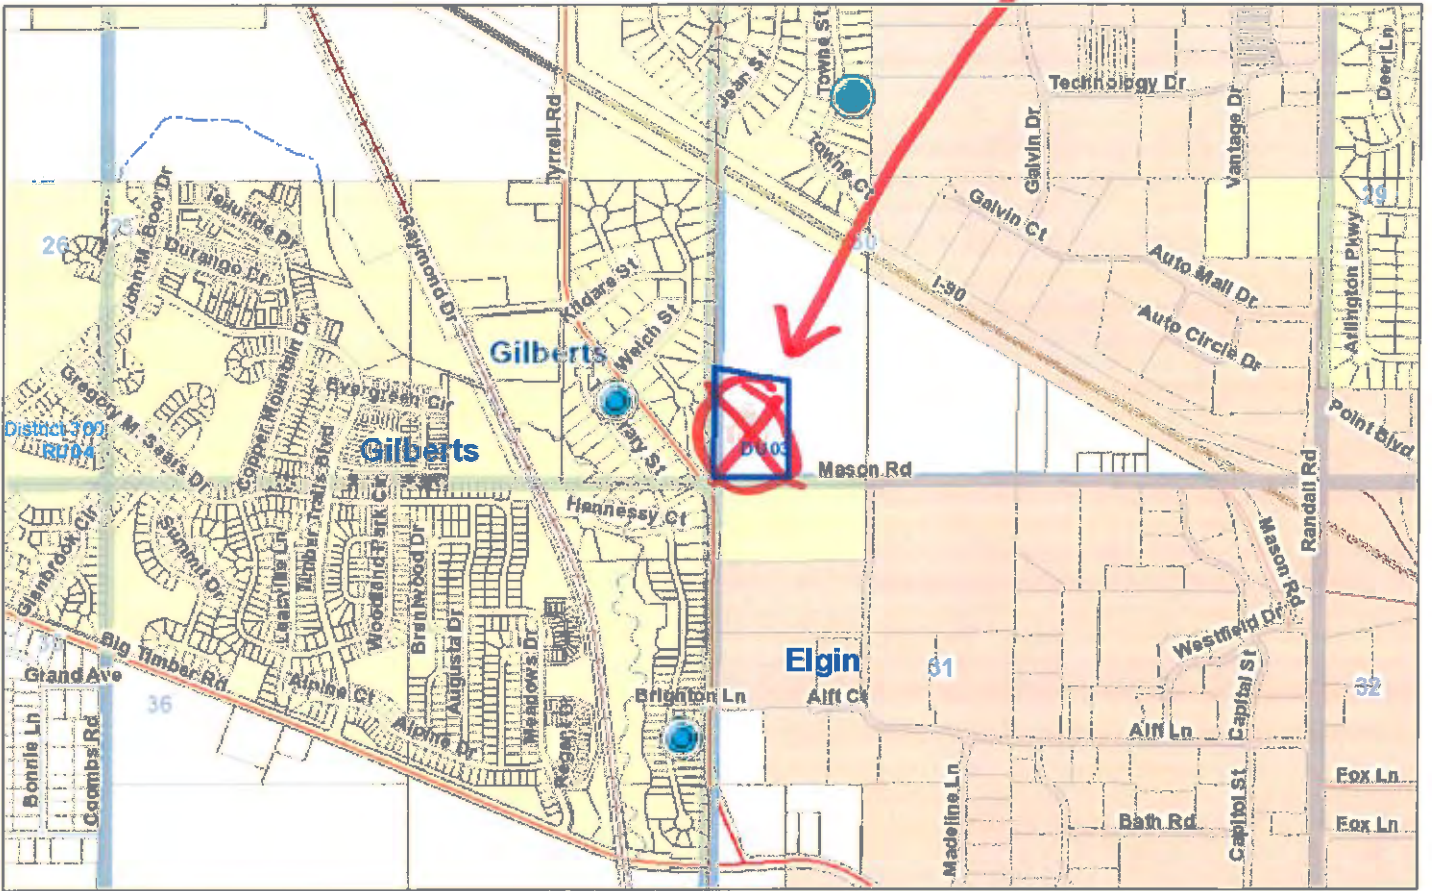 Jean St
Towne St
Deer Ln
Technology Dr
Tyrrell Rd
Galvin Dr
Vantage Dr
Towne Ct
29
John M Boor Dr
Telluride Dr
Galvin Ct
25
26
Durango Dr
Raymond Dr
30
Arlington Pkwy
Auto Mall Dr
Kildare St
I-90
Auto Circle Dr
Welch St
Gilberts
Copper Mountain Dr
Gregory M Sears Dr
Evergreen Cir
District 300
RU04
Gilberts
Point Blvd
DU03
Mason Rd
Randall Rd
Hennessy Ct
Glenbrook Cir
Summit Dr
Timber Trails Blvd
Woodland Park Cir
Brentwood Dr
Mason Rd
Augusta Dr
Meadows Dr
Big Timber Rd
Westfield Dr
Elgin
31
Grand Ave
Alpine Ct
Brighton Ln
Alft Ct
Capital St
32
36
Regent Dr
Alpine Dr
Alft Ln
Bonnie Ln
Coombs Rd
Madeline Ln
Capitol St
Fox Ln
Bath Rd
Fox Ln